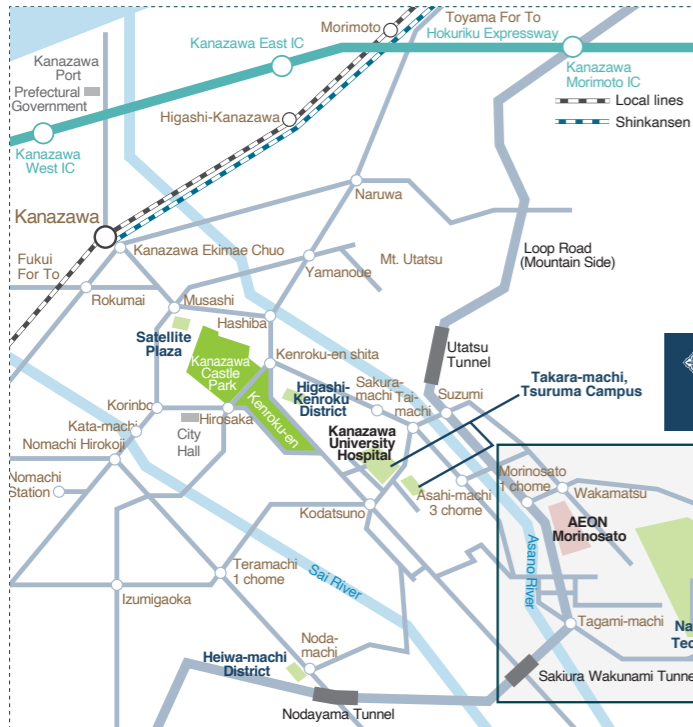 Morimoto
Toyama For To
Hokuriku Expressway
Kanazawa East IC
Kanazawa
Port
Prefectural
Government
Kanazawa
Morimoto IC
Local lines
Shinkansen
Higashi-Kanazawa
Kanazawa
West IC
Naruwa
Kanazawa
Kanazawa Ekimae Chuo
Fukui
For To
Yamanoue
Mt. Utatsu
Loop Road
(Mountain Side)
Rokumai
Musashi
Hashiba
Satellite
Plaza
Kanazawa
Castle
Park
Kenroku-en shita
Utatsu
Tunnel
Higashi-
Kenroku
District
Sakura-
machi
Tai-
machi
Suzumi
Takara-machi,
Tsuruma Campus
Korinbo
Hirosaka
Kenroku-en
Kata-machi
City
Hall
Kanazawa
University
Hospital
Nomachi Hirokoji
Nomachi
Station
Asahi-machi
3 chome
Morinosato
1 chome
Wakamatsu
Kodatsuno
AEON
Morinosato
Asano River
Teramachi
1 chome
Sai River
Izumigaoka
Noda-
machi
Tagami-machi
Na
Tec
Heiwa-machi
District
Sakiura Wakunami Tunne
Nodayama Tunnel